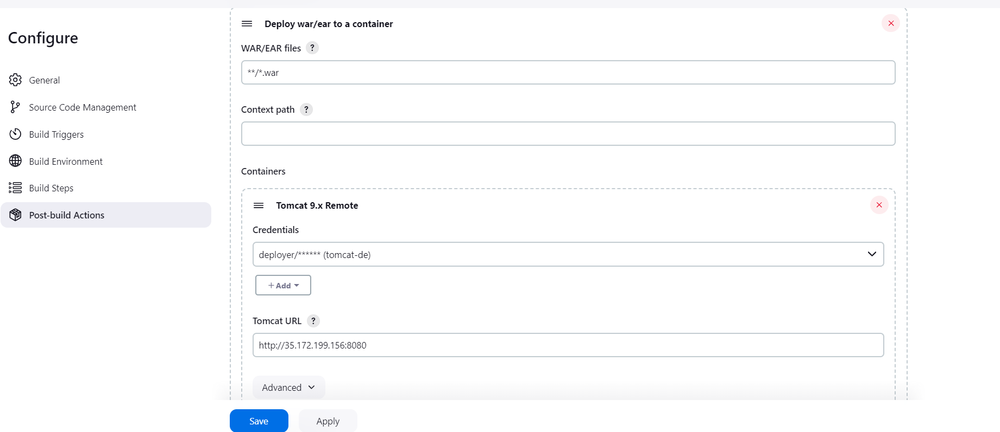 Configure
General
Source Code Management
Build Triggers
Build Environment
Build Steps
Post-build Actions
Deploy war/ear to a container
WAR/EAR files ?
**/*.war
Context path ?
Containers
Tomcat 9.x Remote
Credentials
deployer/****** (tomcat-de)
+ Add
Tomcat URL ?
http://35.172.199.156:8080
Advanced
Save Apply